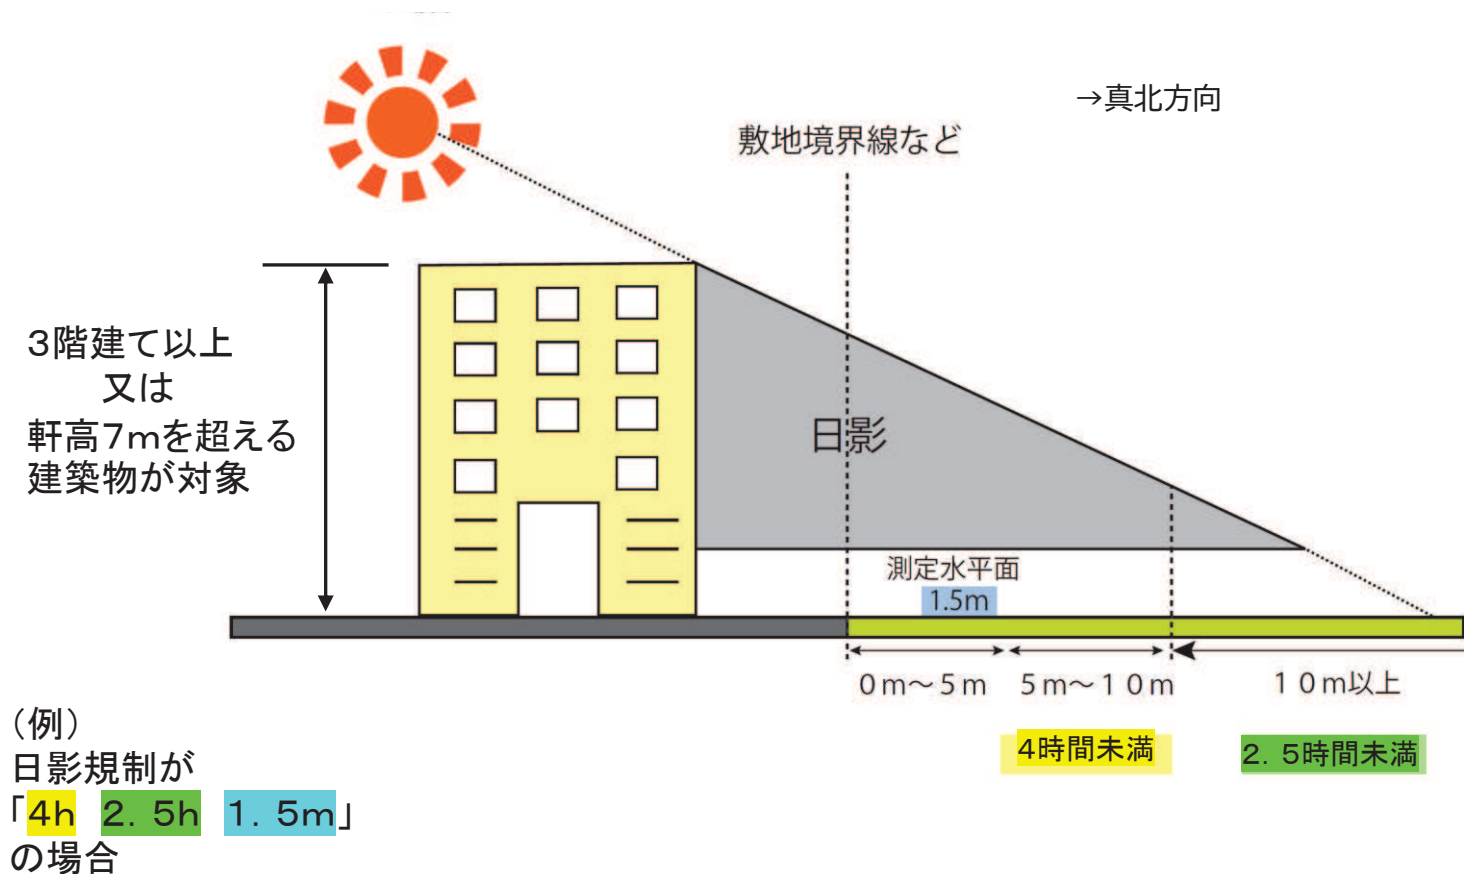 →真北方向
敷地境界線など
3階建て以上
又は
軒高7mを超える
建築物が対象
日影
測定水平面
1.5m
0m～5m
5m～10m
10m以上
4時間未満
2．5時間未満
（例）
日影規制が
「4h 2．5h 1．5m」
の場合